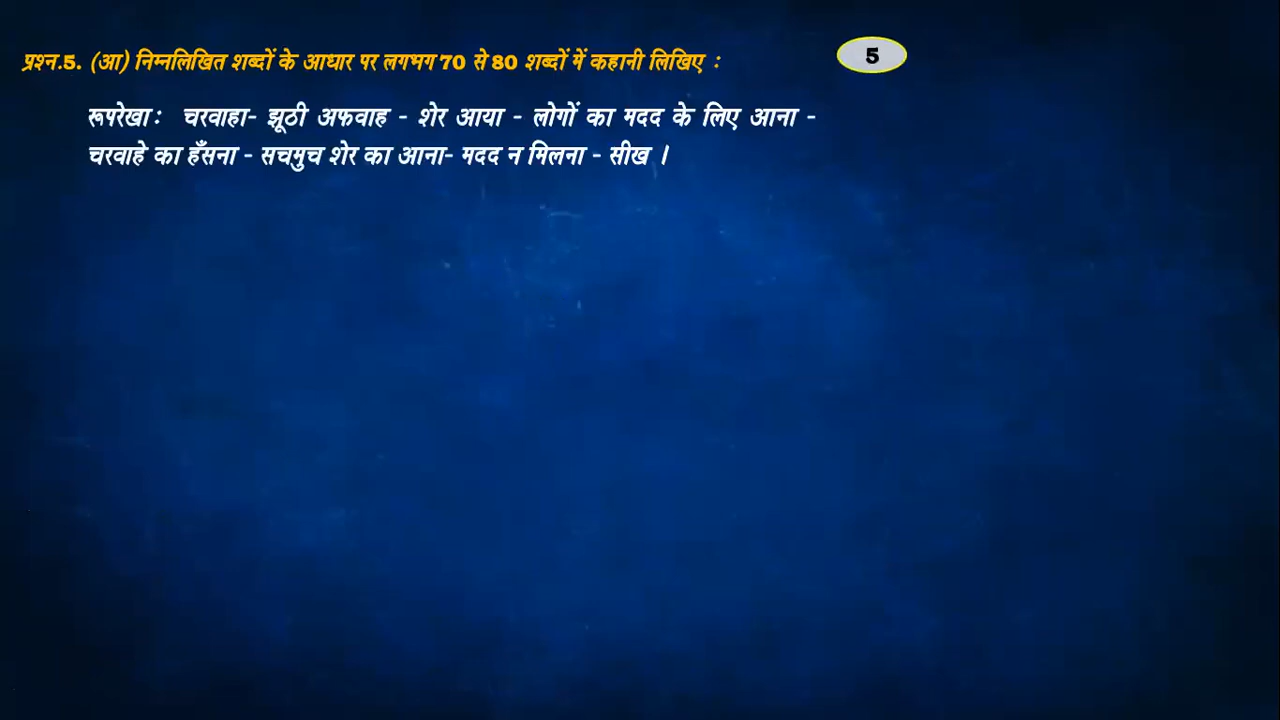 प्रश्न.5. (आ) निम्नलिखित शब्दों के आधार पर लगभग 70 से 80 शब्दों में कहानी लिखिए : 5
रूपरेखा : चरवाहा- झूठी अफवाह - शेर आया - लोगों का मदद के लिए आना -
चरवाहे का हँसना - सचमुच शेर का आना- मदद न मिलना - सीख ।